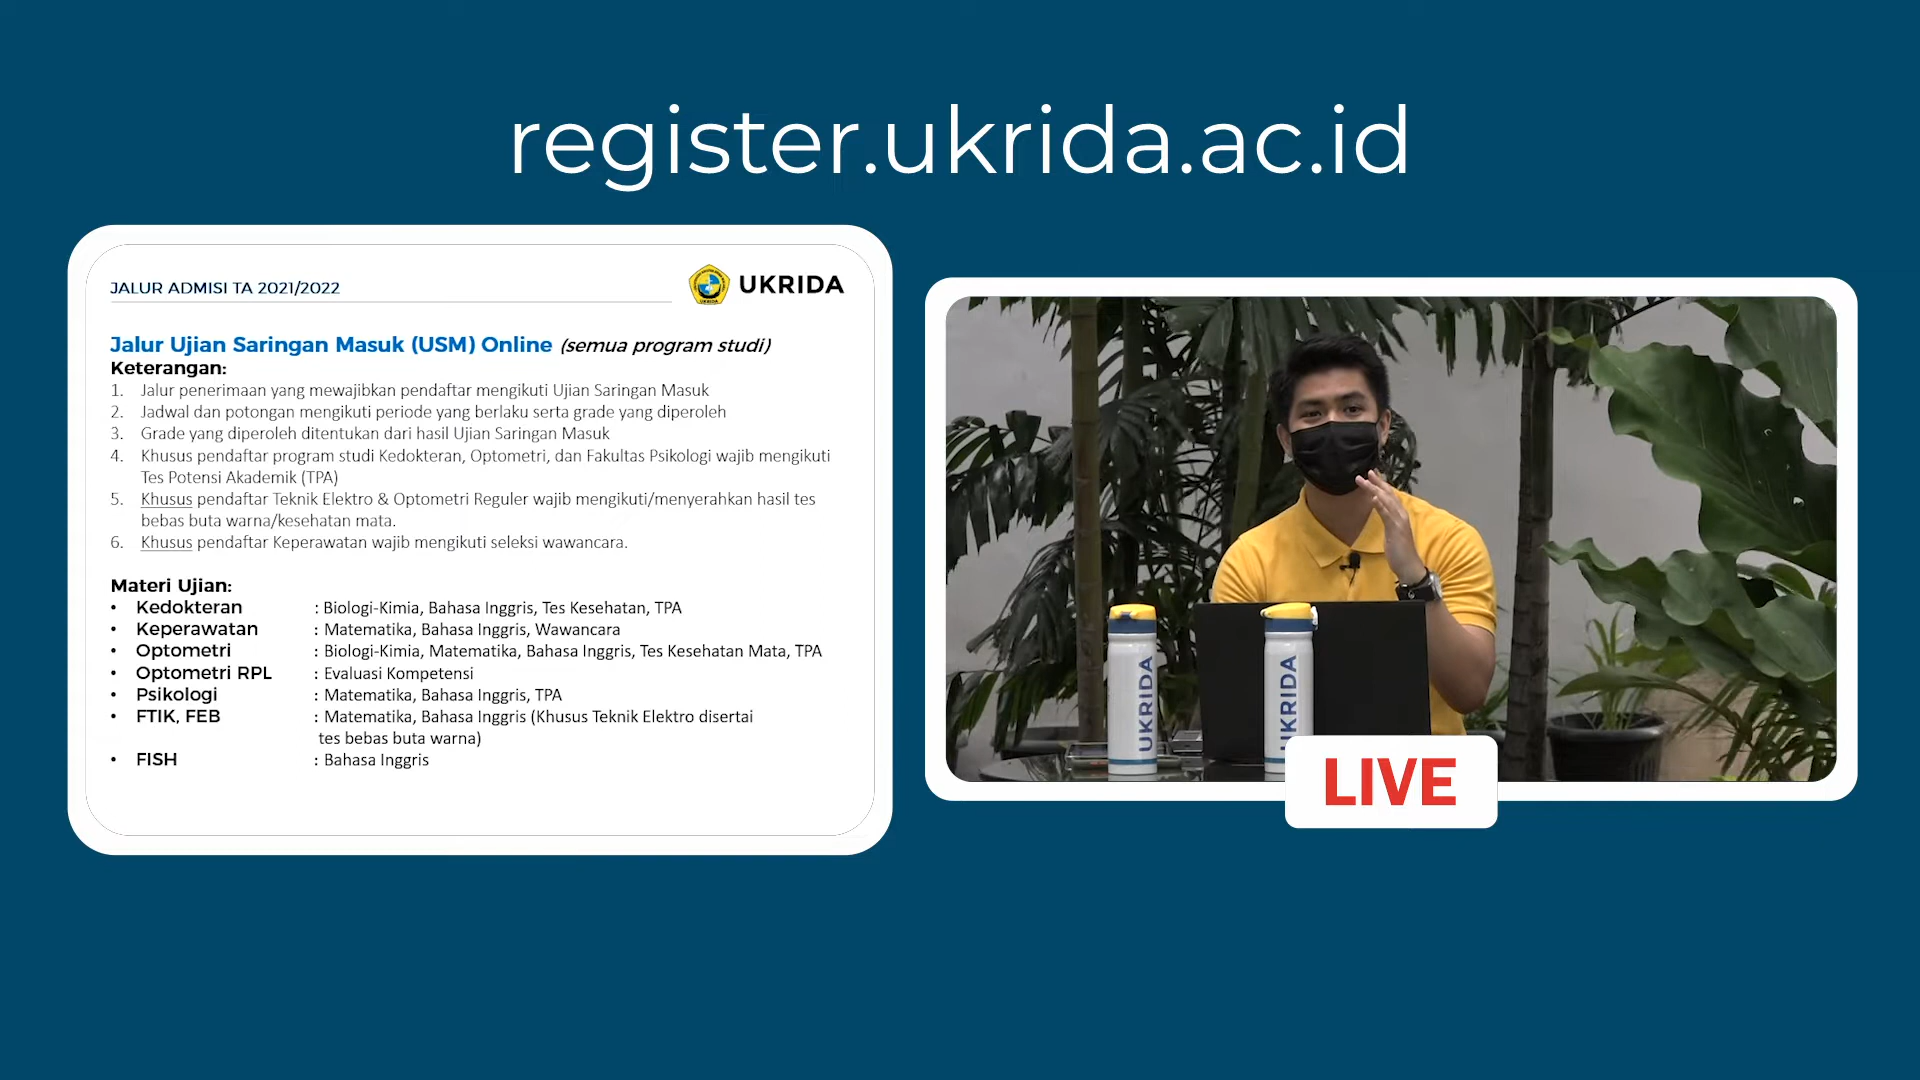 register.ukrida.ac.id
JALUR ADMISI TA 2021/2022
UKRIDA
Jalur Ujian Saringan Masuk (USM) Online (semua program studi)
Keterangan:
1. Jalur penerimaan yang mewajibkan pendaftar mengikuti Ujian Saringan Masuk
2. Jadwal dan potongan mengikuti periode yang berlaku serta grade yang diperoleh
3. Grade yang diperoleh ditentukan dari hasil Ujian Saringan Masuk
4. Khusus pendaftar program studi Kedokteran, Optometri, dan Fakultas Psikologi wajib mengikuti
Tes Potensi Akademik (TPA)
5. Khusus pendaftar Teknik Elektro & Optometri Reguler wajib mengikuti/menyerahkan hasil tes
bebas buta warna/kesehatan mata.
6. Khusus pendaftar Keperawatan wajib mengikuti seleksi wawancara.
Materi Ujian:
• Kedokteran : Biologi-Kimia, Bahasa Inggris, Tes Kesehatan, TPA
• Keperawatan : Matematika, Bahasa Inggris, Wawancara
• Optometri : Biologi-Kimia, Matematika, Bahasa Inggris, Tes Kesehatan Mata, TPA
• Optometri RPL : Evaluasi Kompetensi
• Psikologi : Matematika, Bahasa Inggris, TPA
• FTIK, FEB : Matematika, Bahasa Inggris (Khusus Teknik Elektro disertai
tes bebas buta warna)
• FISH : Bahasa Inggris
UKRIDA
UKRIDA
LIVE